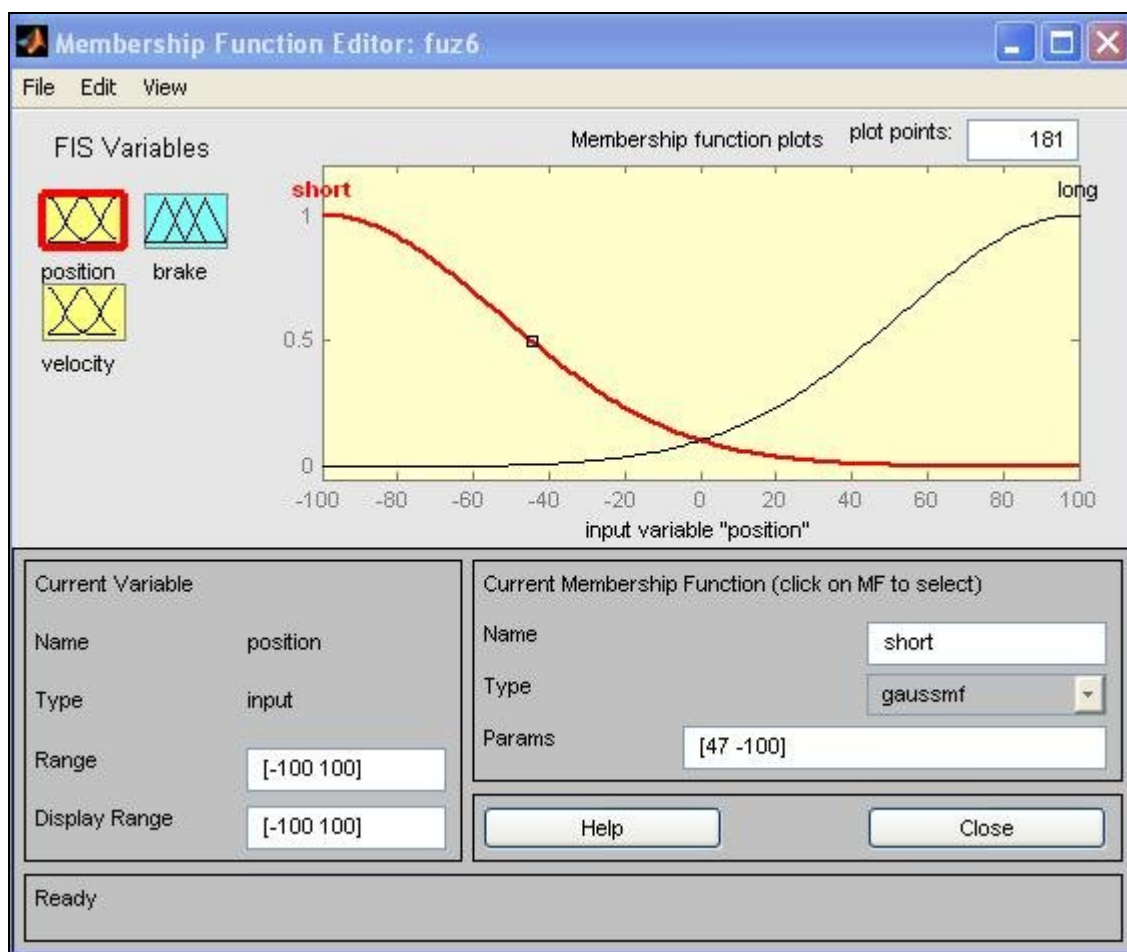 Membership Function Editor: fuz6
File Edit View
FIS Variables
Membership function plots plot points: 181
position brake
velocity
short long
1
0.5
0
-100 -80 -60 -40 -20 0 20 40 60 80 100
input variable "position"
Current Variable
Name position
Type input
Range [-100 100]
Display Range [-100 100]
Current Membership Function (click on MF to select)
Name short
Type gaussmf
Params [47 -100]
Help Close
Ready